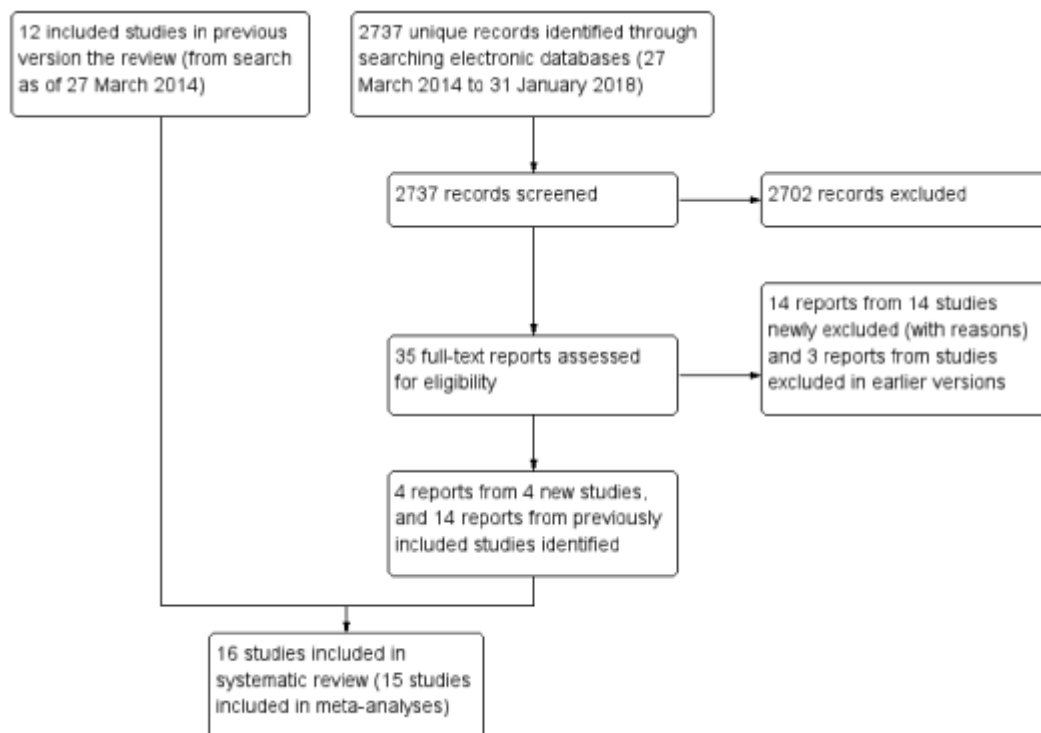 12 included studies in previous
version the review (from search
as of 27 March 2014)
2737 unique records identified through
searching electronic databases (27
March 2014 to 31 January 2018)
2737 records screened
2702 records excluded
35 full-text reports assessed
for eligibility
14 reports from 14 studies
newly excluded (with reasons)
and 3 reports from studies
excluded in earlier versions
4 reports from 4 new studies,
and 14 reports from previously
included studies identified
16 studies included in
systematic review (15 studies
included in meta-analyses)